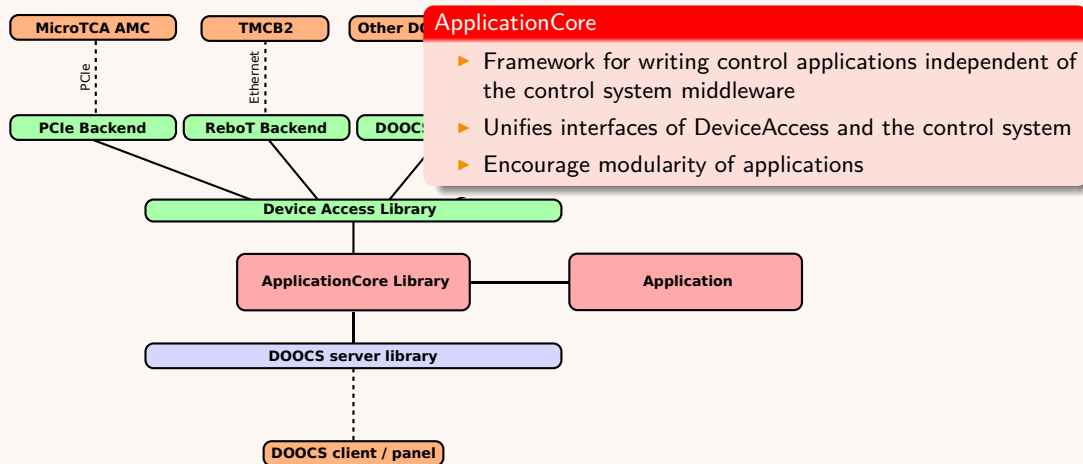 MicroTCA AMC
TMCB2
Other DO
ApplicationCore
Framework for writing control applications independent of
the control system middleware
Unifies interfaces of DeviceAccess and the control system
Encourage modularity of applications
PCIe
Ethernet
PCIe Backend
ReboT Backend
DOOCS
Device Access Library
ApplicationCore Library
Application
DOOCS server library
DOOCS client / panel